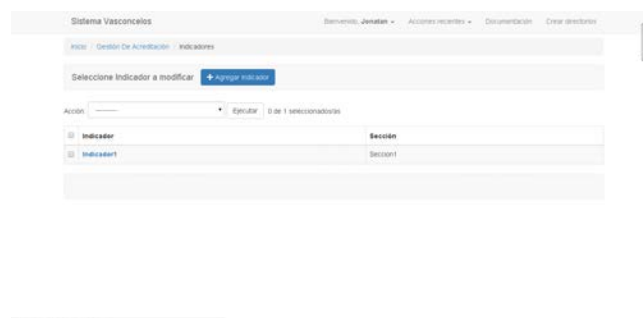 Sistema Vasconcelos Bienvenido, Jonatan Acciones recientes Documentación Crear directorios
Inicio / Gestión De Acreditación / Indicadores
Seleccione Indicador a modificar + Agregar Indicador
Acción: --------- Ejecutar 0 de 1 seleccionados/as
Indicador Sección
Indicador1 Seccion1